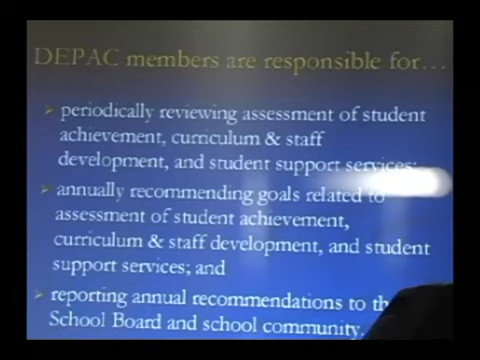 DEPAC members are responsible for…
periodically reviewing assessment of student
achievement, curriculum & staff
development, and student support services;
annually recommending goals related to
assessment of student achievement,
curriculum & staff development, and student
support services; and
reporting annual recommendations to the
School Board and school community.